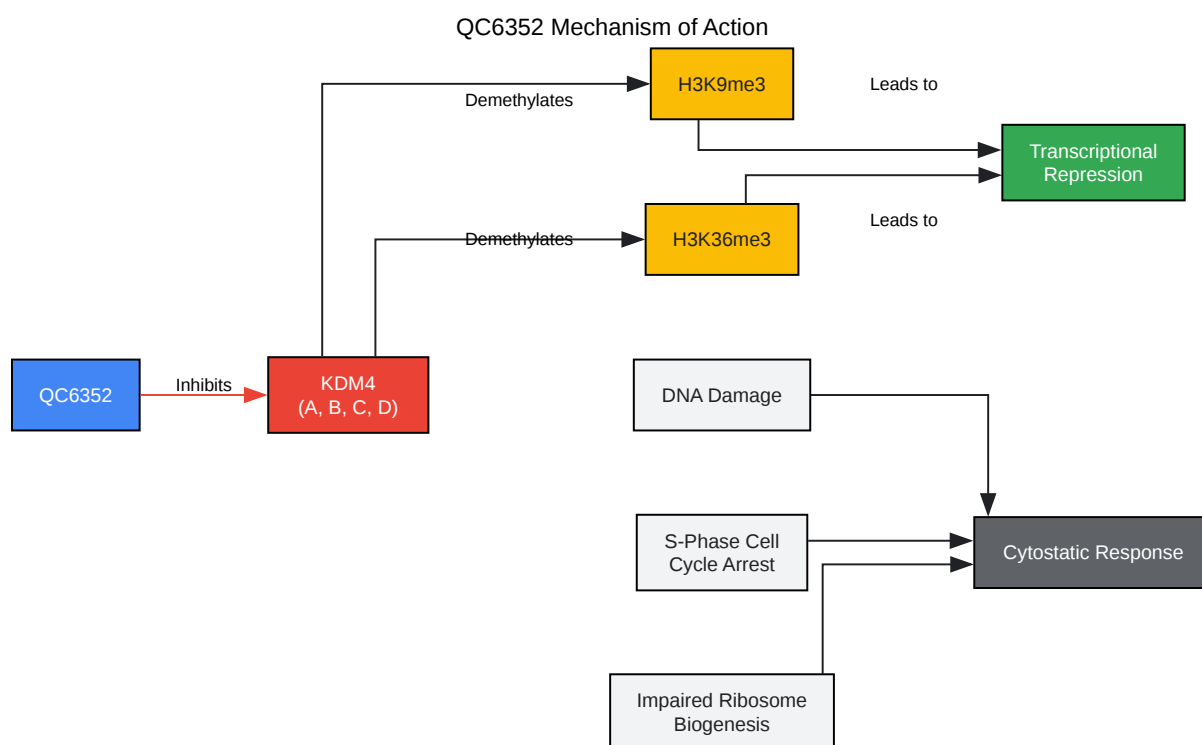 QC6352 Mechanism of Action
H3K9me3
Demethylates
Leads to
Transcriptional
Repression
H3K36me3
Demethylates
Leads to
QC6352
Inhibits
KDM4
(A, B, C, D)
DNA Damage
S-Phase Cell
Cycle Arrest
Cytostatic Response
Impaired Ribosome
Biogenesis